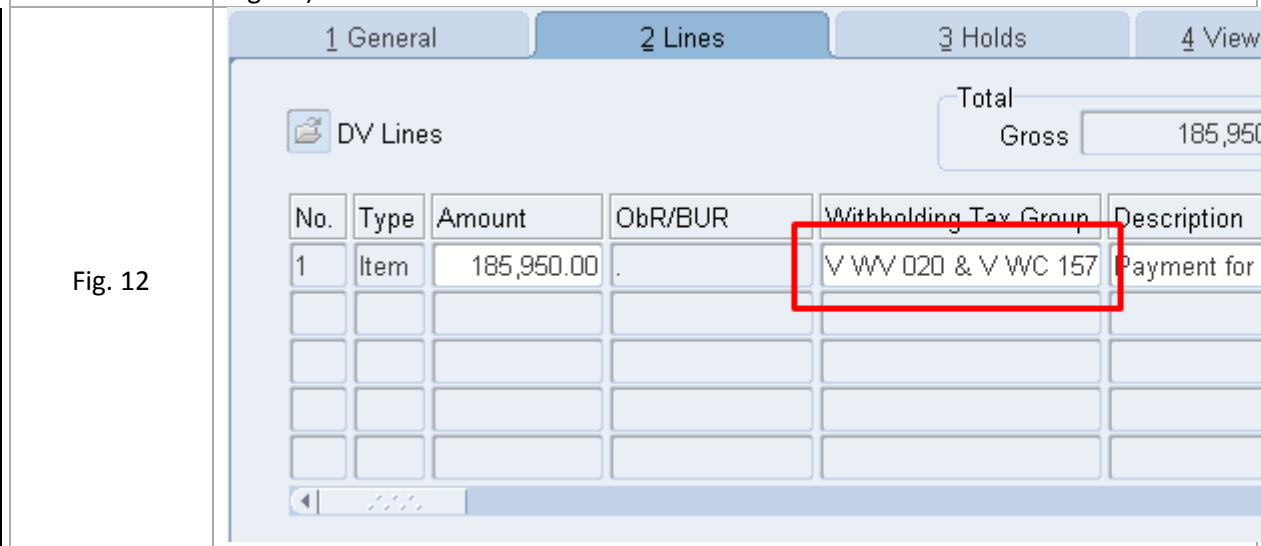 1 General 2 Lines 3 Holds 4 View
Total
DV Lines Gross 185,950
No. Type Amount ObR/BUR Withholding Tax Group Description
1 Item 185,950.00 . V WV 020 & V WC 157 Payment for
Fig. 12